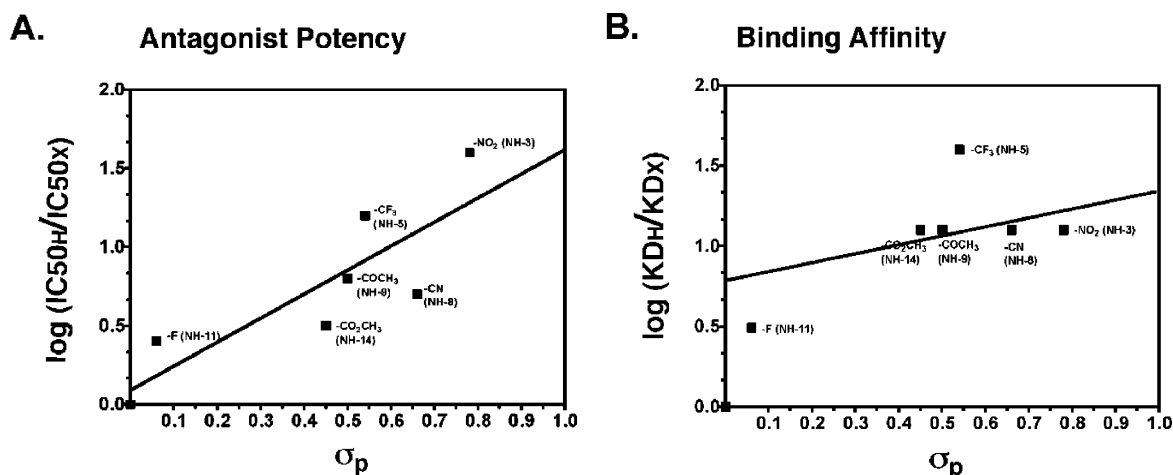 A. Antagonist Potency
log (IC50H/IC50x)
2.0
1.5
1.0
0.5
0.0
-NO₂ (NH-3)
-CF₃
(NH-5)
-COCH₃
(NH-9)
-CN
(NH-8)
-CO₂CH₃
(NH-14)
-F (NH-11)
0.1 0.2 0.3 0.4 0.5 0.6 0.7 0.8 0.9 1.0
σp
B. Binding Affinity
log (KDH/KDx)
2.0
1.5
1.0
0.5
0.0
-CF₃ (NH-5)
CO₂CH₃
(NH-14)
-COCH₃
(NH-9)
-CN
(NH-8)
-NO₂ (NH-3)
-F (NH-11)
0.1 0.2 0.3 0.4 0.5 0.6 0.7 0.8 0.9 1.0
σp